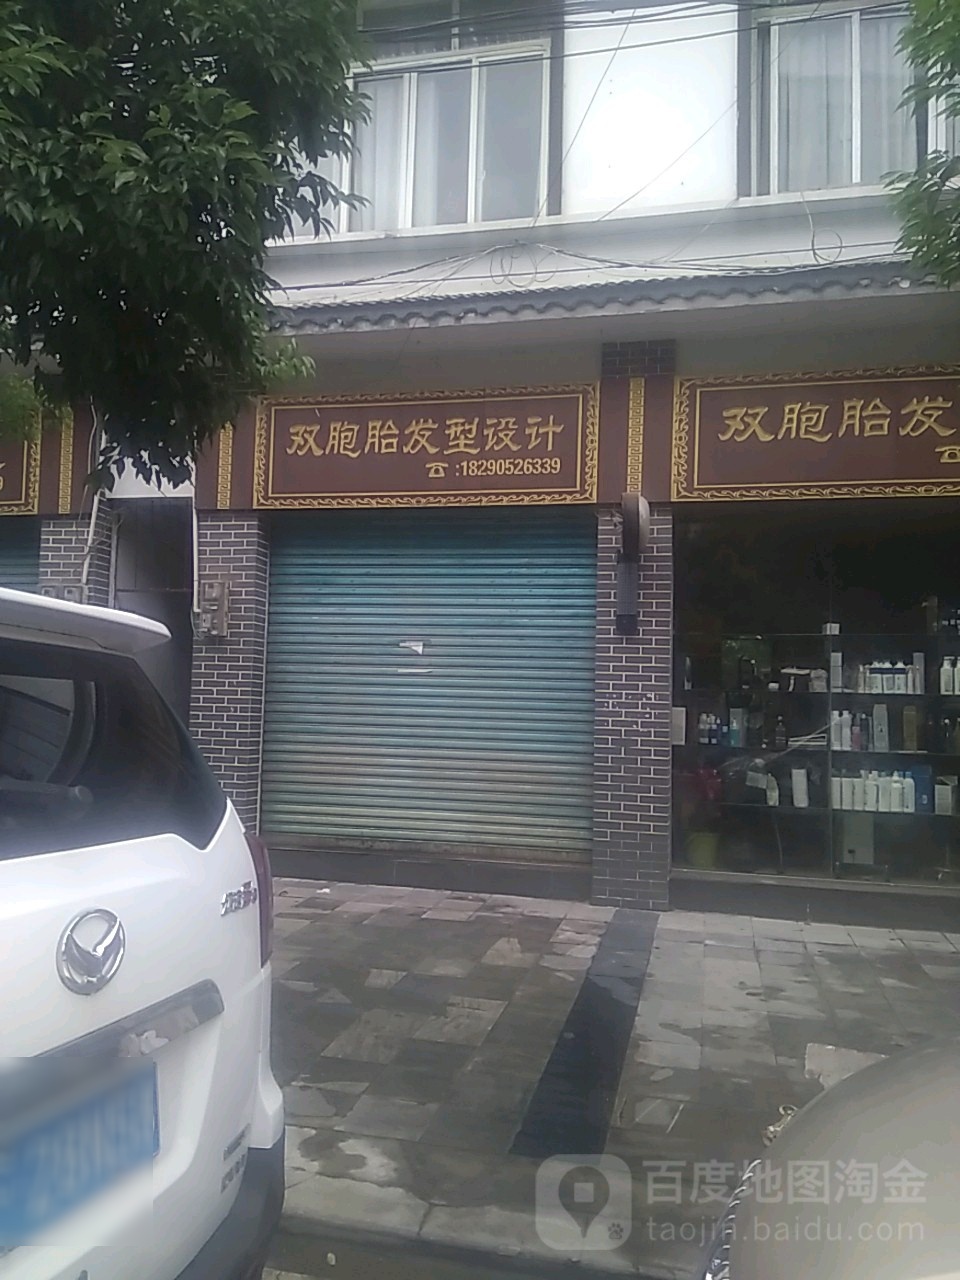 双胞胎发型设计
☎:18290526339
双胞胎发
百度地图淘金
taojin.baidu.com